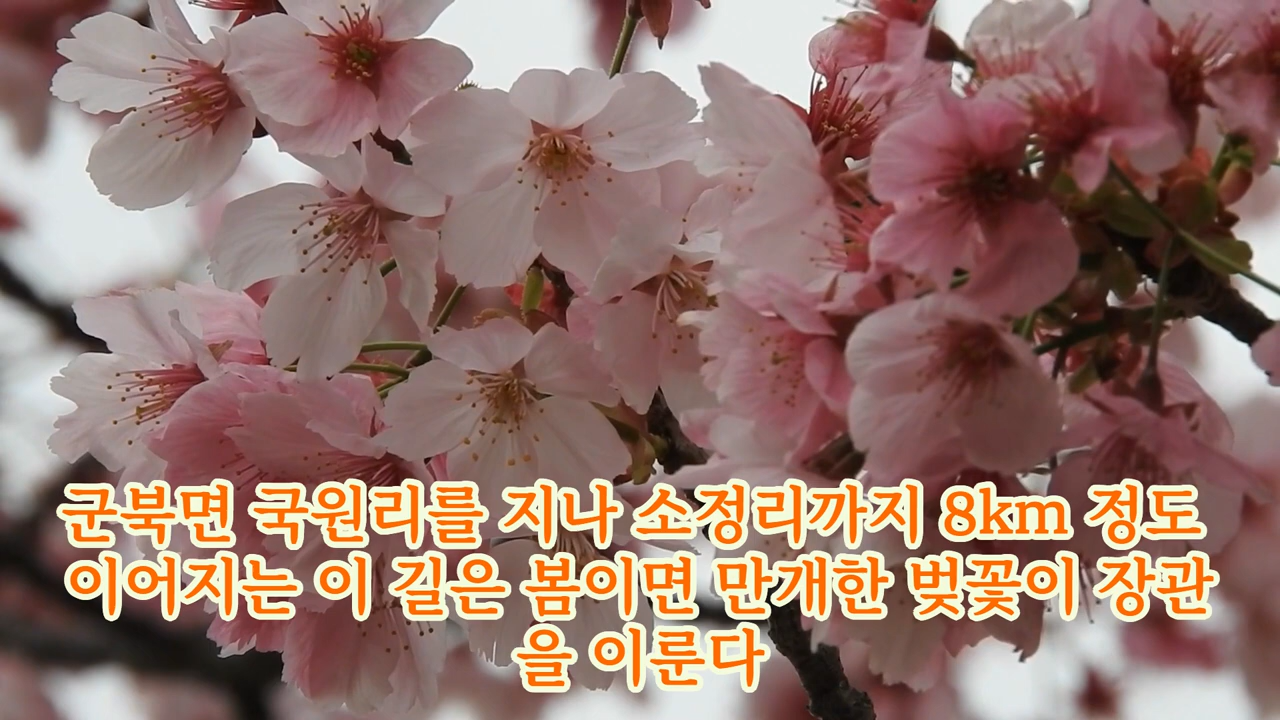 군북면 국원리를 지나 소정리까지 8km 정도
이어지는 이 길은 봄이면 만개한 벚꽃이 장관
을 이룬다